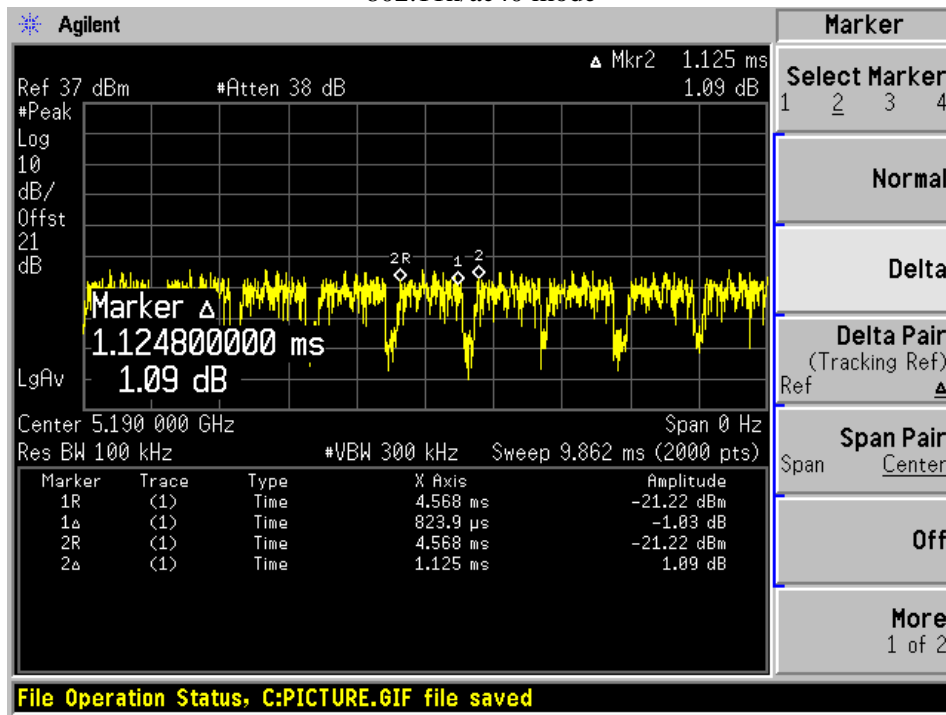 Agilent
Marker
Δ Mkr2 1.125 ms
Ref 37 dBm #Atten 38 dB 1.09 dB
#Peak
Log
10
dB/
Offst
21
dB
2R 1 2
Marker Δ
1.124800000 ms
1.09 dB
LgAv
Center 5.190 000 GHz Span 0 Hz
Res BW 100 kHz #VBW 300 kHz Sweep 9.862 ms (2000 pts)
Marker Trace Type X Axis Amplitude
1R (1) Time 4.568 ms -21.22 dBm
1Δ (1) Time 823.9 µs -1.03 dB
2R (1) Time 4.568 ms -21.22 dBm
2Δ (1) Time 1.125 ms 1.09 dB
Select Marker
1 2 3 4
Normal
Delta
Delta Pair
(Tracking Ref)
Ref Δ
Span Pair
Span Center
Off
More
1 of 2
File Operation Status, C:PICTURE.GIF file saved